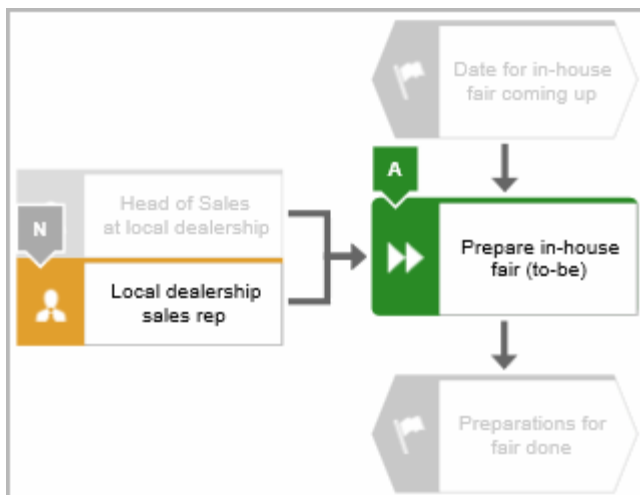 Date for in-house
fair coming up
A
Head of Sales
at local dealership
N
Prepare in-house
fair (to-be)
Local dealership
sales rep
Preparations for
fair done